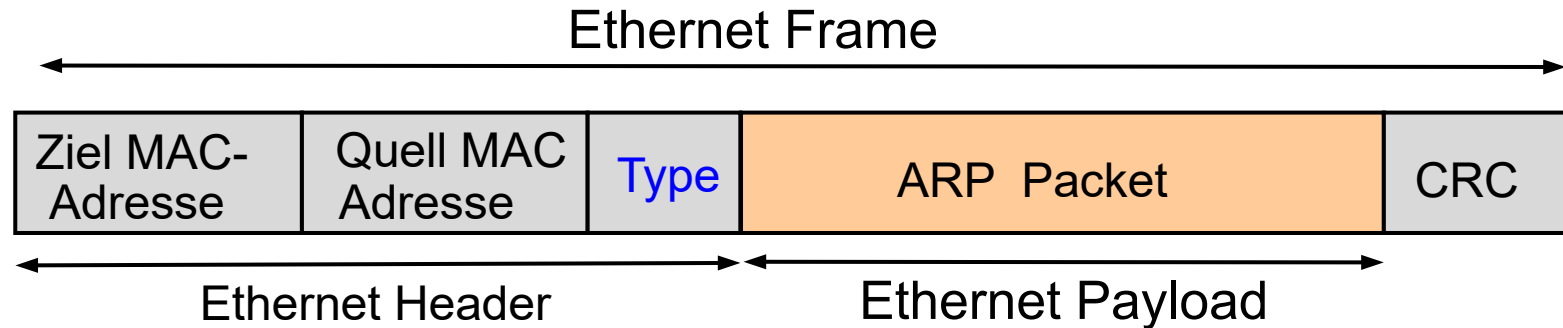 Ethernet Frame
Ziel MAC-
Adresse
Quell MAC
Adresse
Type
ARP Packet
CRC
Ethernet Header
Ethernet Payload